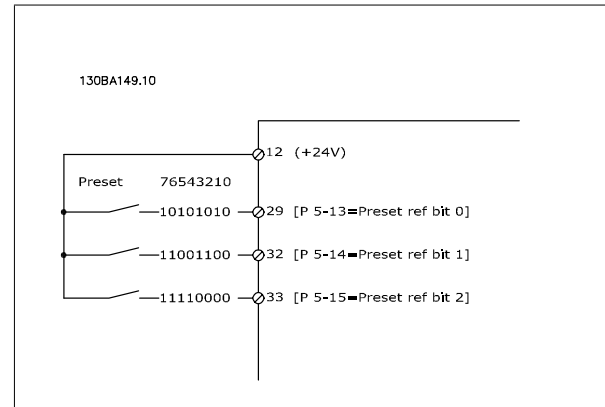 130BA149.10
12 (+24V)
Preset 76543210
10101010 29 [P 5-13=Preset ref bit 0]
11001100 32 [P 5-14=Preset ref bit 1]
11110000 33 [P 5-15=Preset ref bit 2]